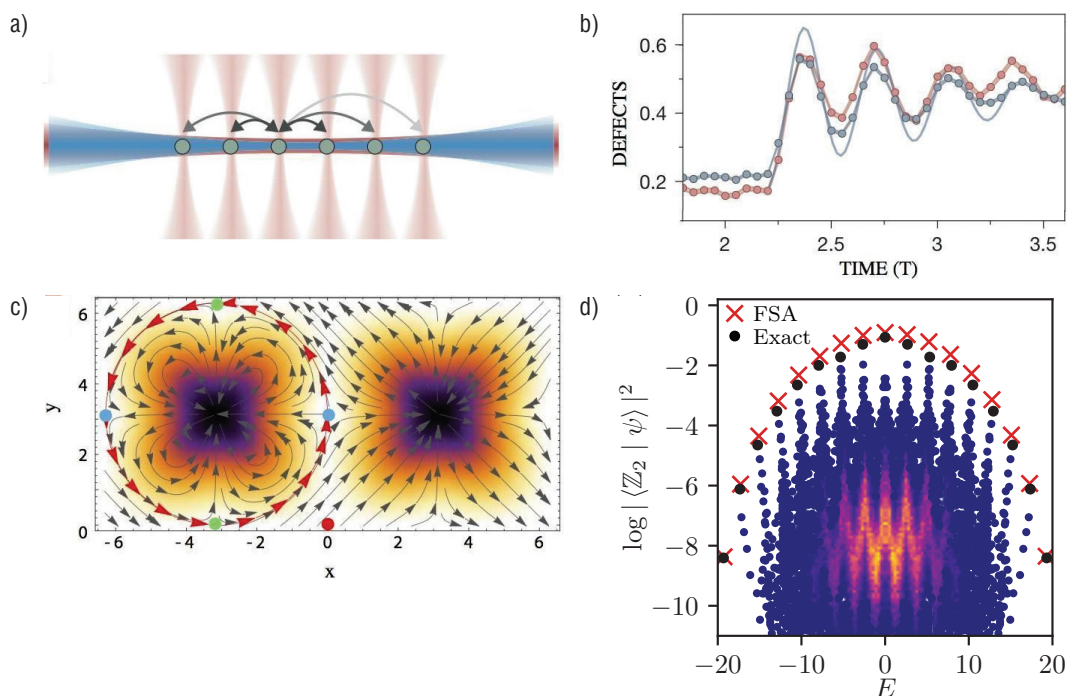 a)
b)
0.6
0.4
0.2
DEFECTS
2
2.5
3
3.5
TIME (T)
c)
6
4
2
0
y
-6
-4
-2
0
2
4
6
x
d)
0
−2
−4
−6
−8
−10
log | ⟨ℤ₂ | ψ⟩ |²
FSA
Exact
−20
−10
0
10
20
E